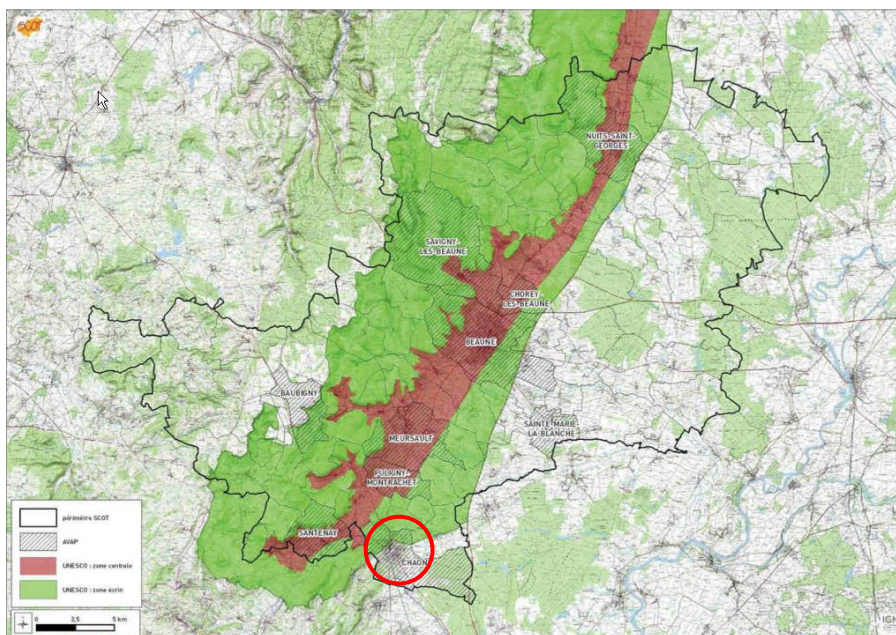 SCOT
NUITS-SAINT-
GEORGES
SAVIGNY-
LES-BEAUNE
CHOREY-
LES-BEAUNE
BEAUNE
BAUBIGNY
SAINTE-MARIE-
LA-BLANCHE
MEURSAULT
PULIGNY-
MONTRACHET
SANTENAY
CHAGNY
périmètre SCOT
AVAP
UNESCO : zone centrale
UNESCO : zone écrin
0 2,5 5 km